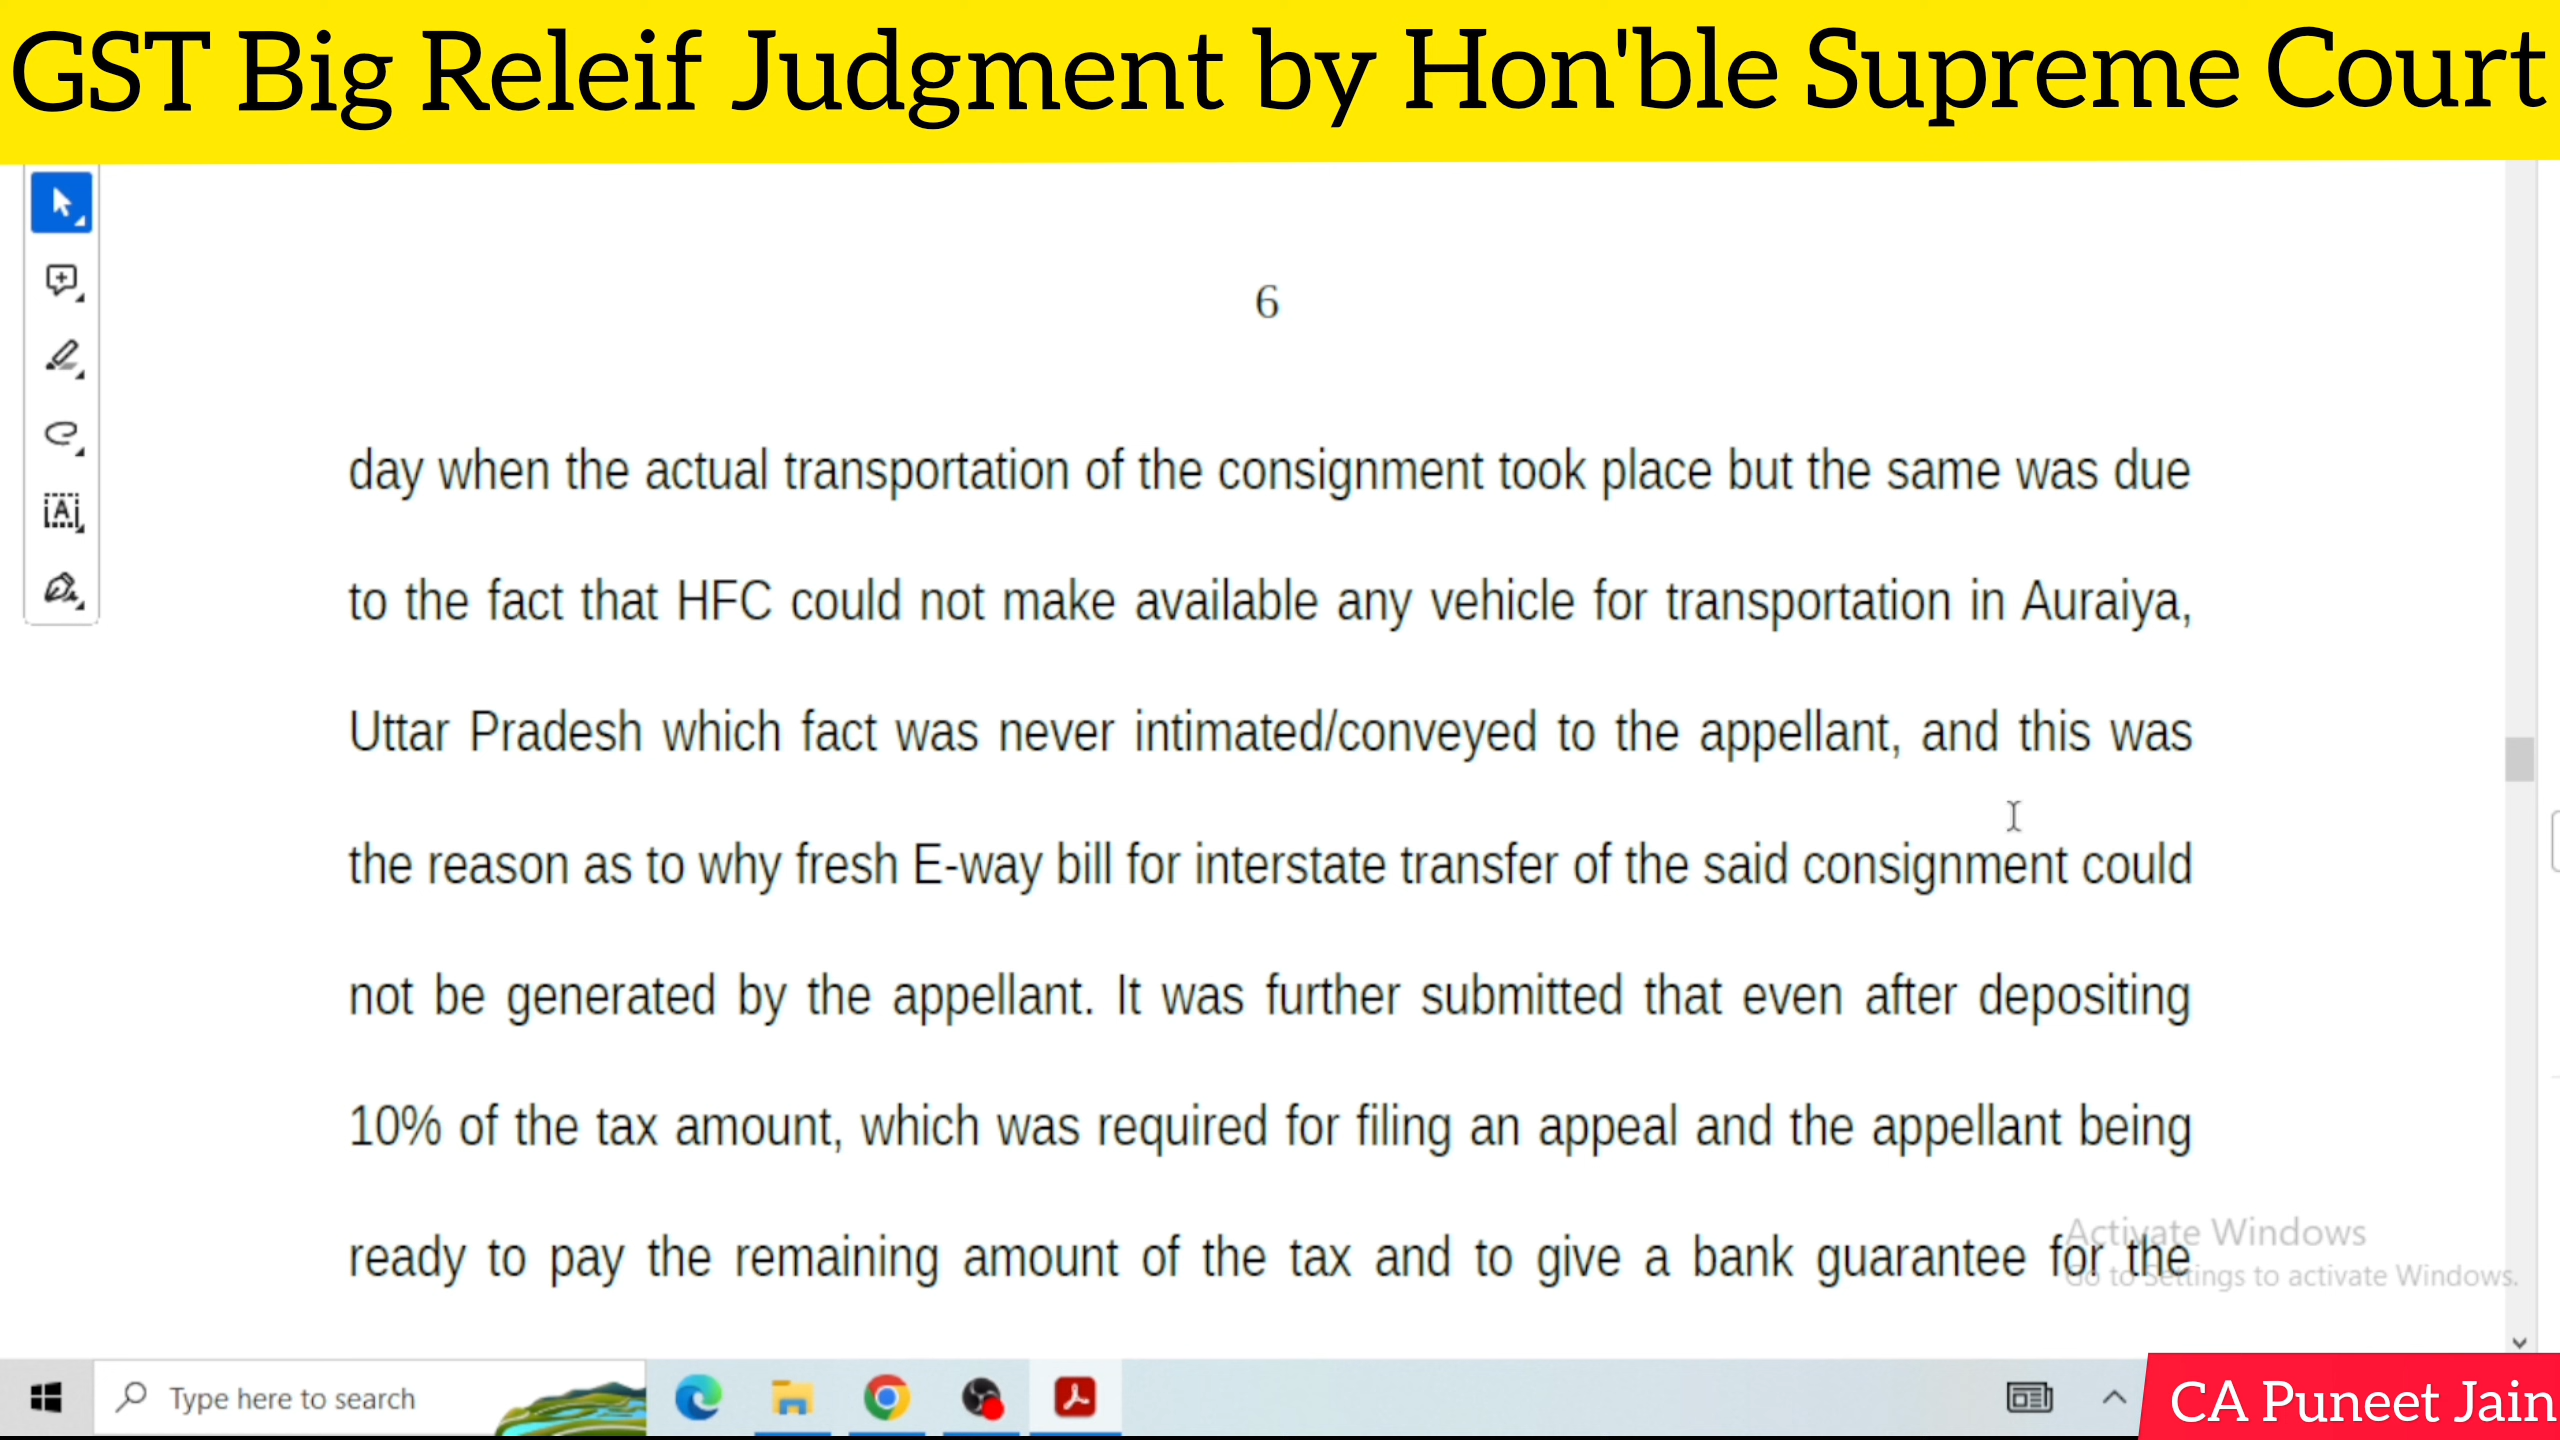 GST Big Releif Judgment by Hon'ble Supreme Court
6
day when the actual transportation of the consignment took place but the same was due
to the fact that HFC could not make available any vehicle for transportation in Auraiya,
Uttar Pradesh which fact was never intimated/conveyed to the appellant, and this was
the reason as to why fresh E-way bill for interstate transfer of the said consignment could
not be generated by the appellant. It was further submitted that even after depositing
10% of the tax amount, which was required for filing an appeal and the appellant being
ready to pay the remaining amount of the tax and to give a bank guarantee for the
Activate Windows
Go to Settings to activate Windows.
Type here to search
CA Puneet Jain